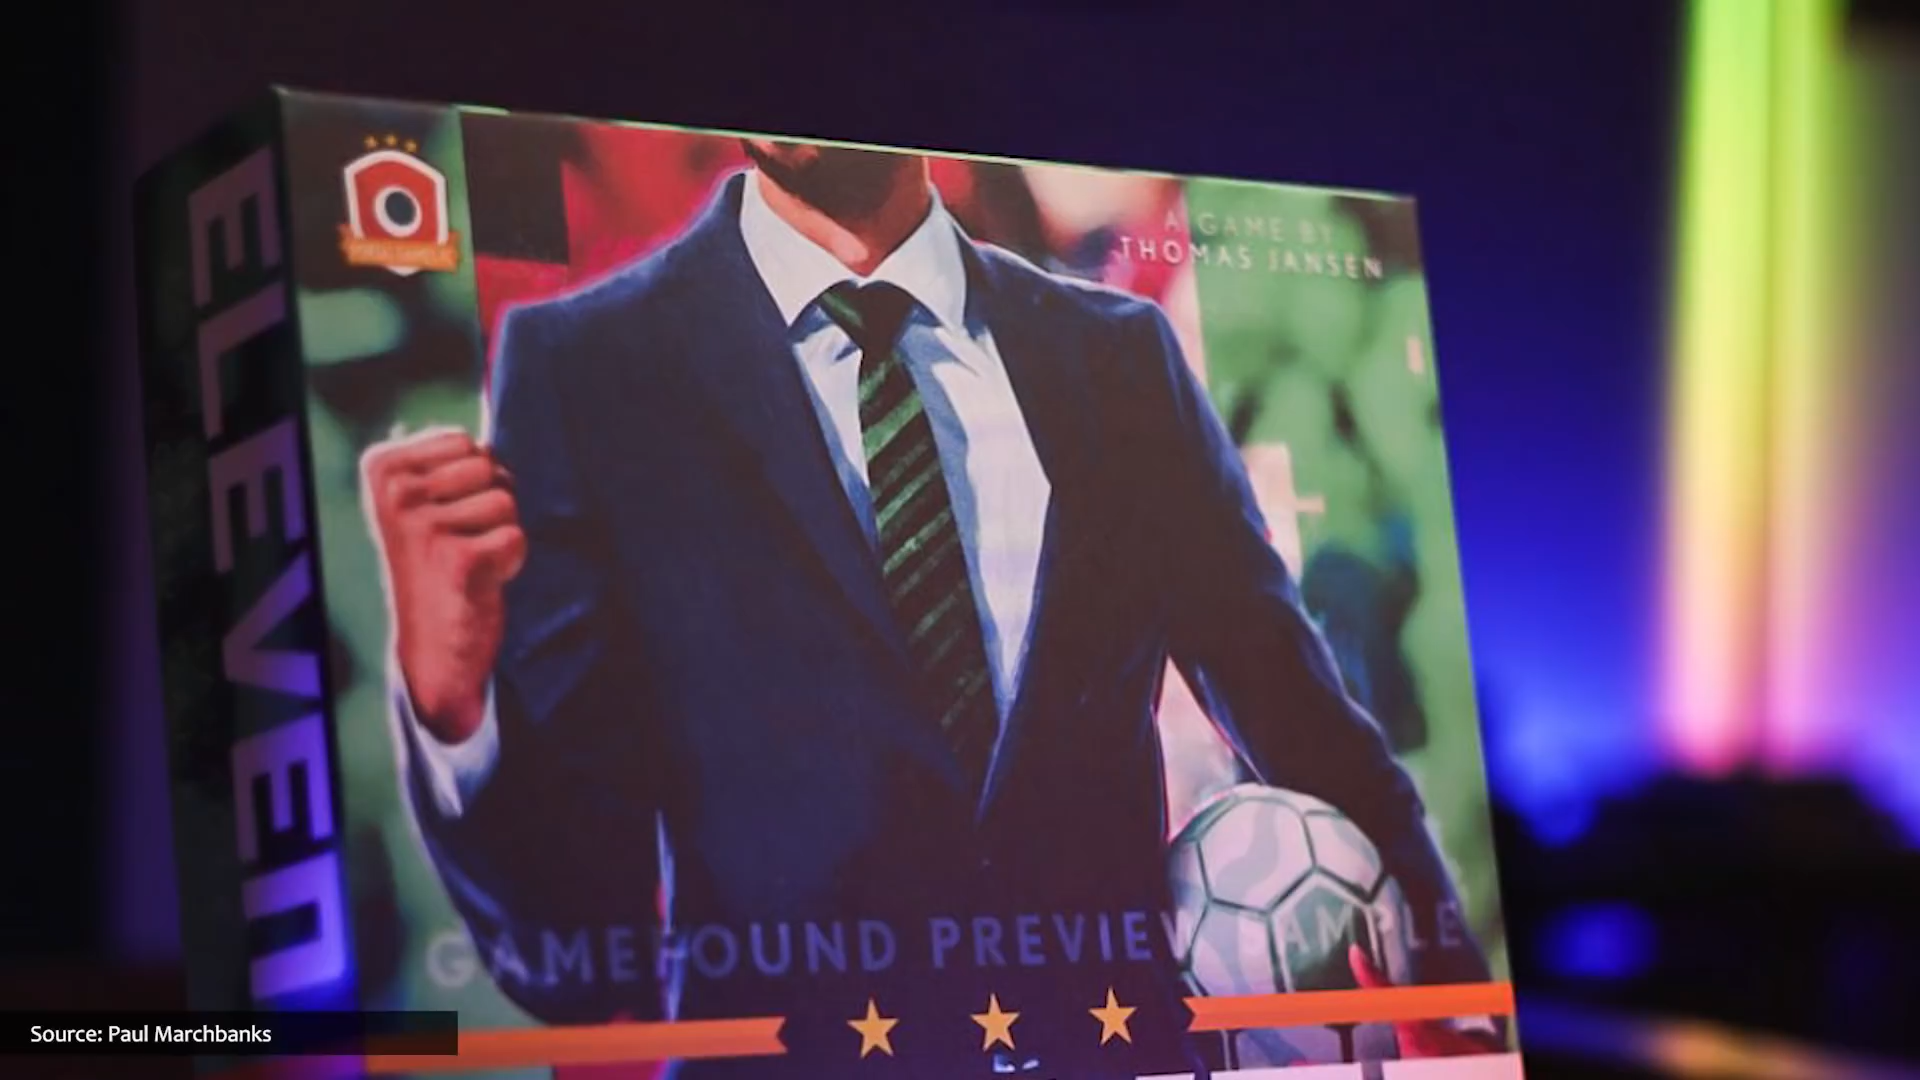 ELEVEN
A GAME BY
THOMAS JANSEN
GAMEFOUND PREVIEW SAMPLE
Source: Paul Marchbanks